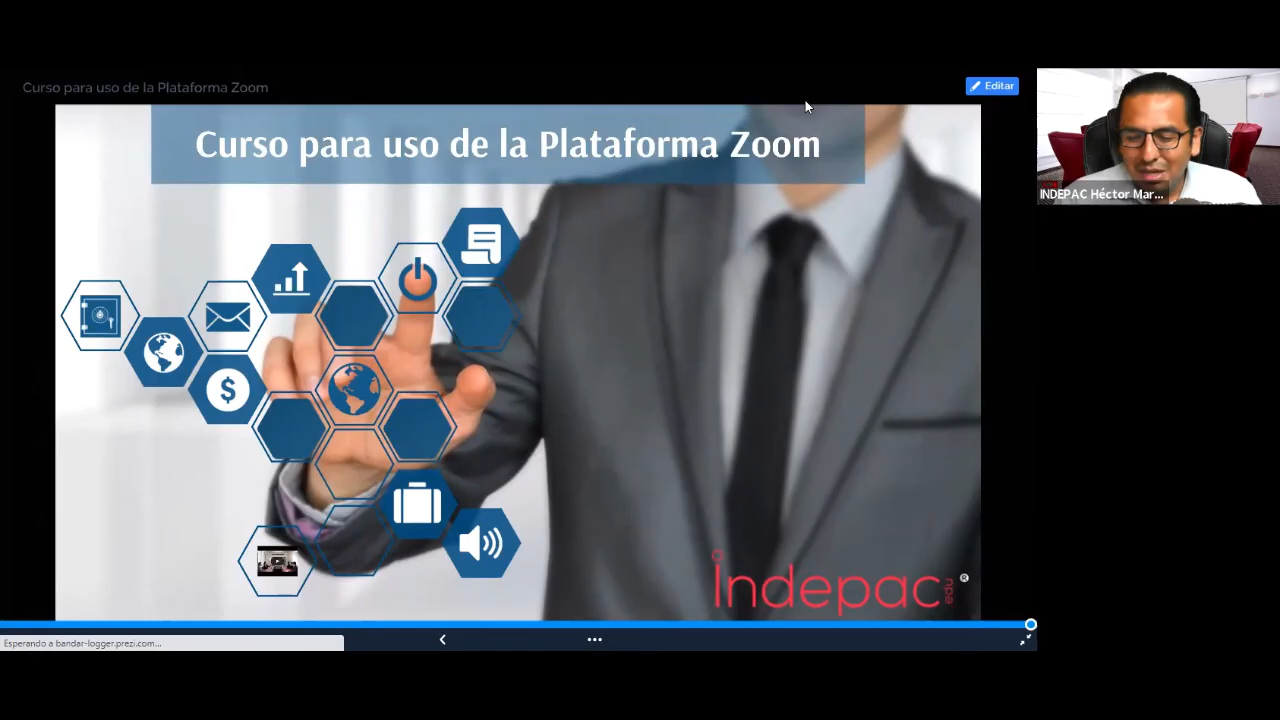 Curso para uso de la Plataforma Zoom
Editar
Curso para uso de la Plataforma Zoom
INDEPAC Héctor Mar...
$
indepac edu ®
Esperando a bandar-logger.prezi.com...